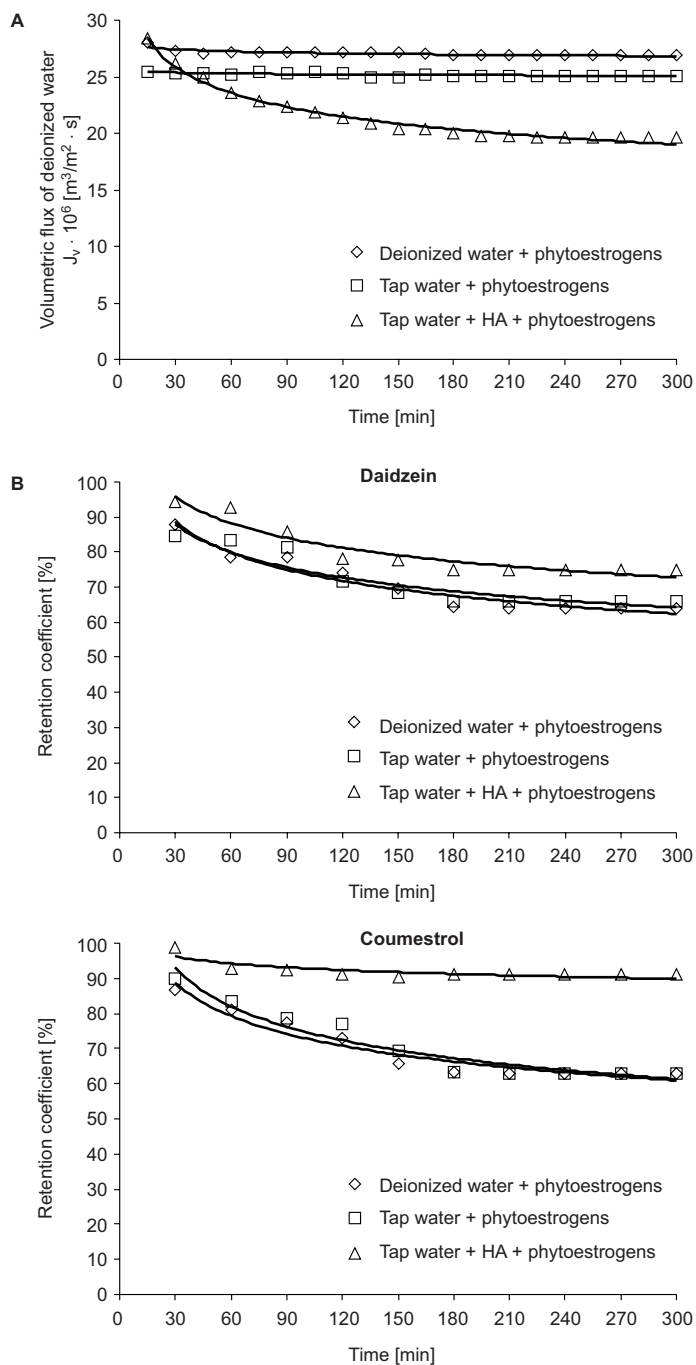 A
30
25
20
15
10
5
0
Volumetric flux of deionized water
Jᵥ · 10⁶ [m³/m² · s]
Deionized water + phytoestrogens
Tap water + phytoestrogens
Tap water + HA + phytoestrogens
0 30 60 90 120 150 180 210 240 270 300
Time [min]
B
Daidzein
100
90
80
70
60
50
40
30
20
10
0
Retention coefficient [%]
Deionized water + phytoestrogens
Tap water + phytoestrogens
Tap water + HA + phytoestrogens
0 30 60 90 120 150 180 210 240 270 300
Time [min]
Coumestrol
100
90
80
70
60
50
40
30
20
10
0
Retention coefficient [%]
Deionized water + phytoestrogens
Tap water + phytoestrogens
Tap water + HA + phytoestrogens
0 30 60 90 120 150 180 210 240 270 300
Time [min]